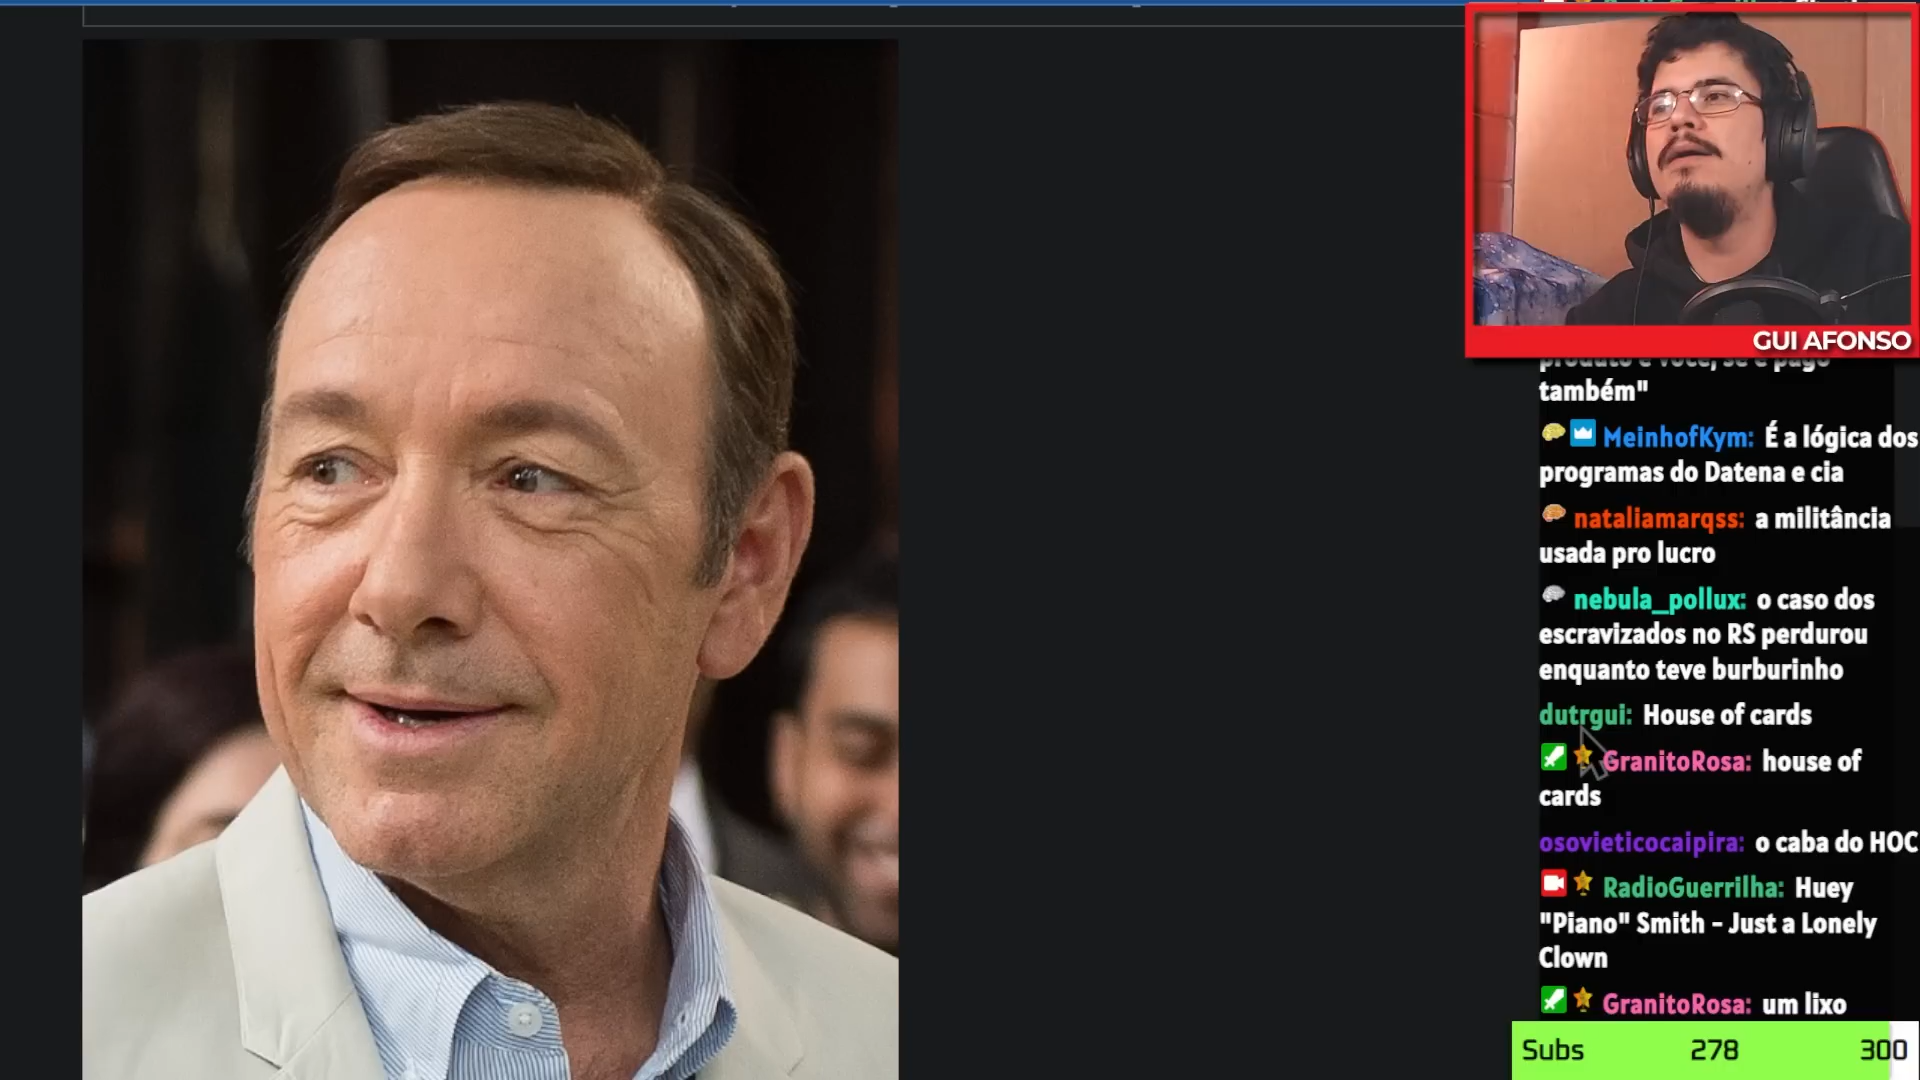 GUI AFONSO
também"
MeinhofKym: É a lógica dos
programas do Datena e cia
nataliamarqss: a militância
usada pro lucro
nebula_pollux: o caso dos
escravizados no RS perdurou
enquanto teve burburinho
dutrgui: House of cards
GranitoRosa: house of
cards
osovieticocaipira: o caba do HOC
RadioGuerrilha: Huey
"Piano" Smith - Just a Lonely
Clown
GranitoRosa: um lixo
Subs 278 300